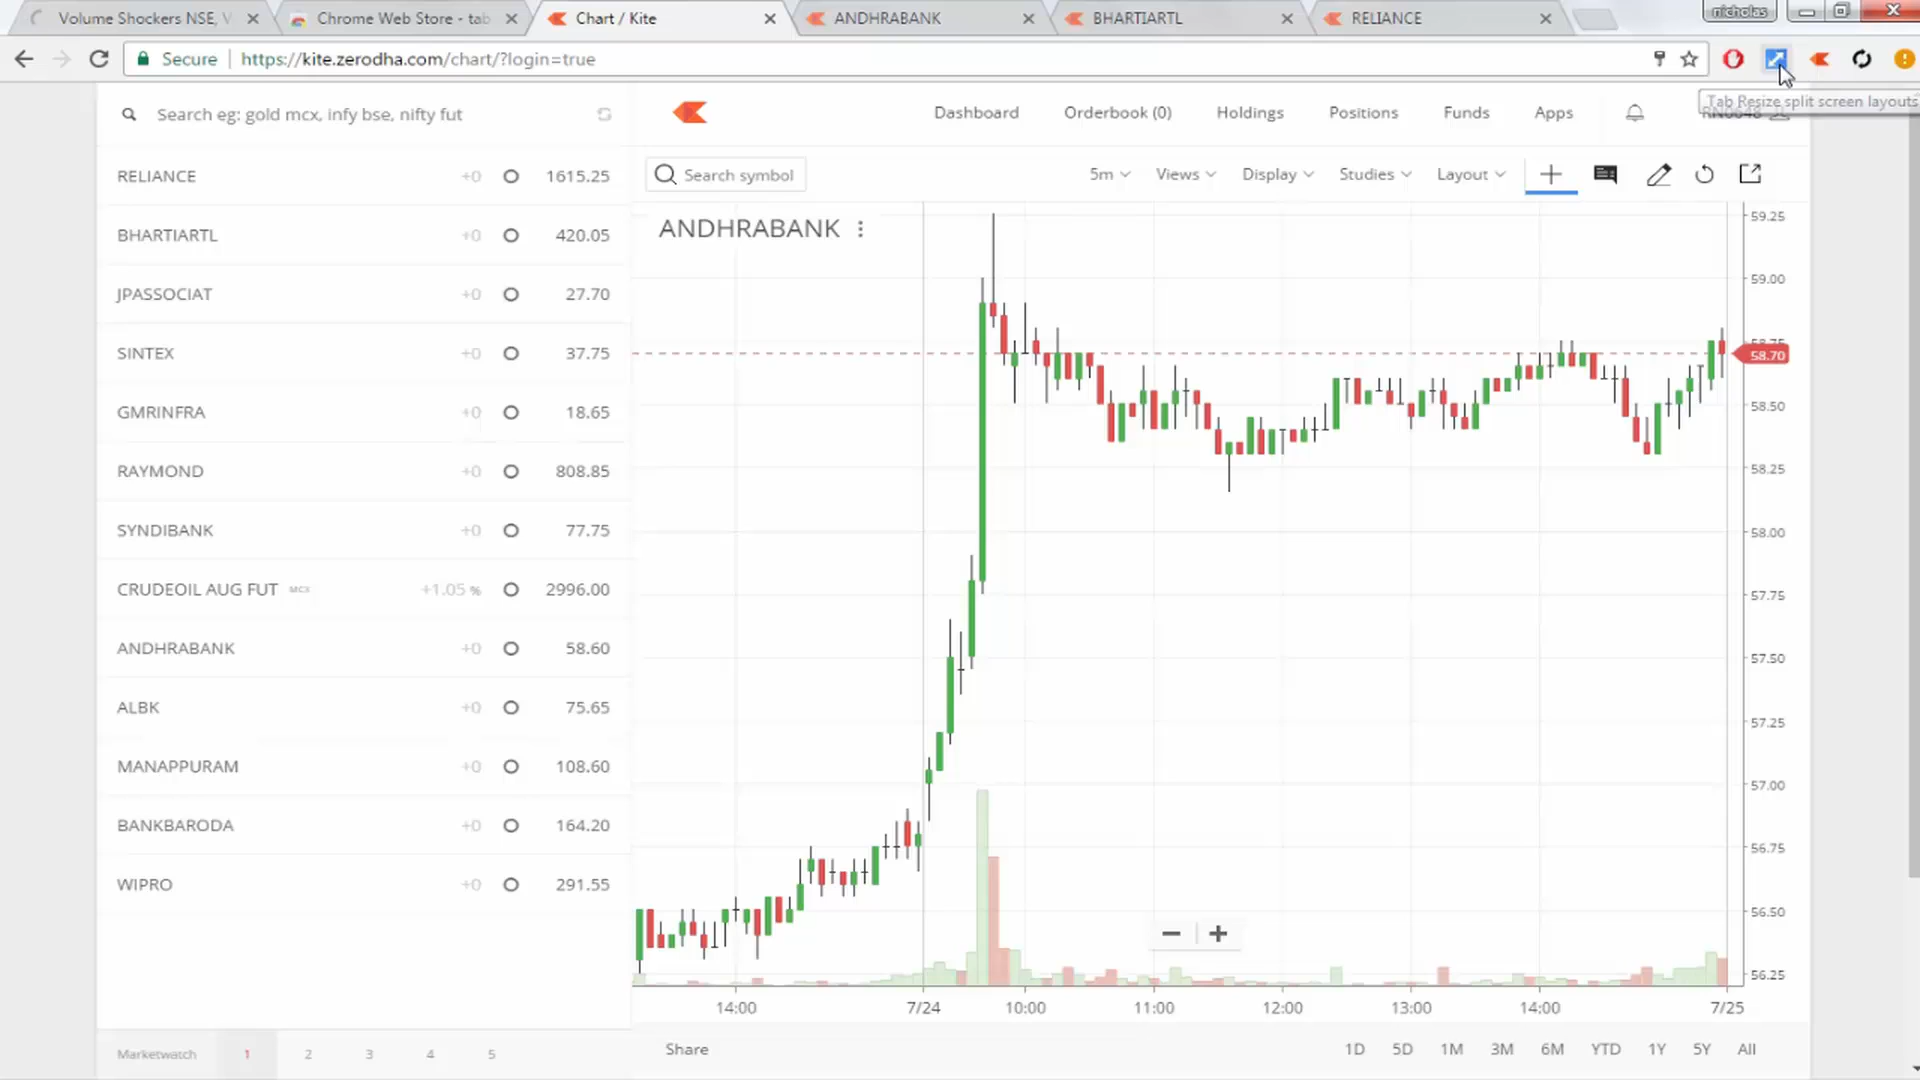 Volume Shockers NSE, V
Chrome Web Store - tab
Chart / Kite
ANDHRABANK
BHARTIARTL
RELIANCE
nicholas
Secure
https://kite.zerodha.com/chart/?login=true
Tab Resize split screen layouts
Search eg: gold mcx, infy bse, nifty fut
Dashboard
Orderbook (0)
Holdings
Positions
Funds
Apps
RELIANCE +0 1615.25
BHARTIARTL +0 420.05
JPASSOCIAT +0 27.70
SINTEX +0 37.75
GMRINFRA +0 18.65
RAYMOND +0 808.85
SYNDIBANK +0 77.75
CRUDEOIL AUG FUT MCX +1.05 % 2996.00
ANDHRABANK +0 58.60
ALBK +0 75.65
MANAPPURAM +0 108.60
BANKBARODA +0 164.20
WIPRO +0 291.55
Marketwatch 1 2 3 4 5
Search symbol
5m
Views
Display
Studies
Layout
ANDHRABANK
59.25
59.00
58.70
58.50
58.25
58.00
57.75
57.50
57.25
57.00
56.75
56.50
56.25
14:00 7/24 10:00 11:00 12:00 13:00 14:00 7/25
Share
1D 5D 1M 3M 6M YTD 1Y 5Y All